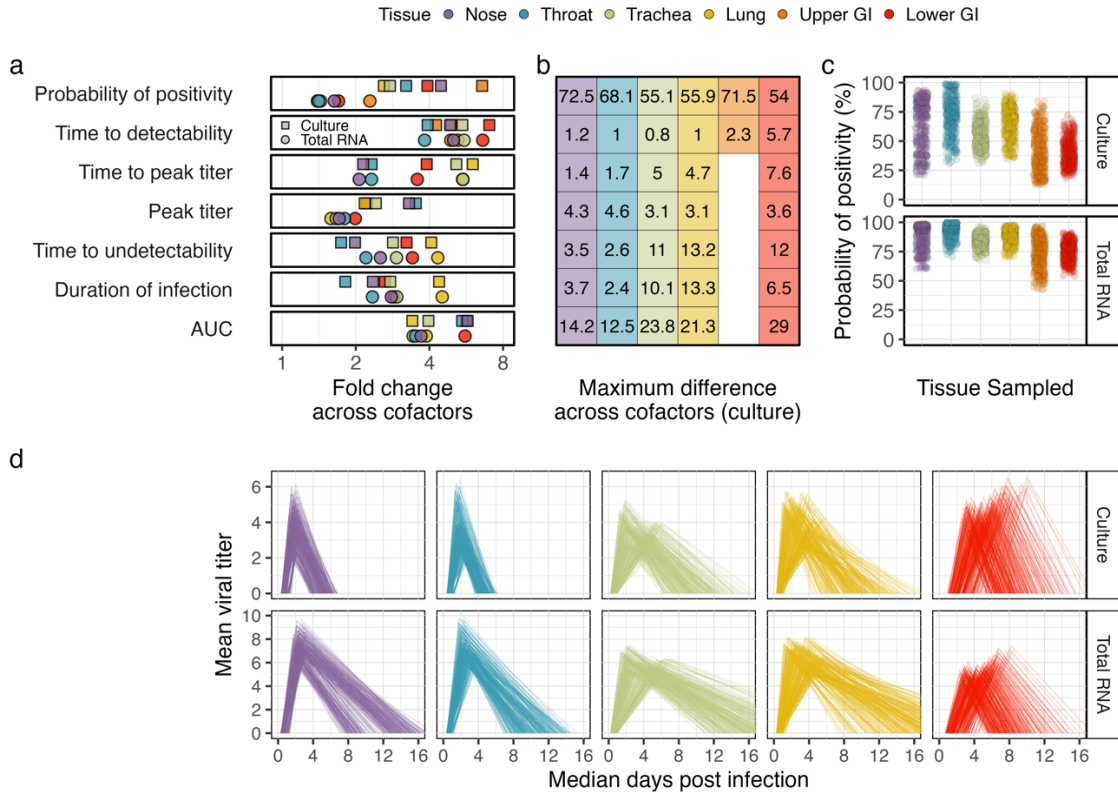 Tissue Nose Throat Trachea Lung Upper GI Lower GI
a
Probability of positivity
Time to detectability
Time to peak titer
Peak titer
Time to undetectability
Duration of infection
AUC
Culture
Total RNA
1 2 4 8
Fold change
across cofactors
b
72.5 68.1 55.1 55.9 71.5 54
1.2 1 0.8 1 2.3 5.7
1.4 1.7 5 4.7 7.6
4.3 4.6 3.1 3.1 3.6
3.5 2.6 11 13.2 12
3.7 2.4 10.1 13.3 6.5
14.2 12.5 23.8 21.3 29
Maximum difference
across cofactors (culture)
c
Probability of positivity (%)
100
75
50
25
0
Culture
100
75
50
25
0
Total RNA
Tissue Sampled
d
Mean viral titer
6
4
2
0
Culture
10
8
6
4
2
0
Total RNA
0 4 8 12 16 0 4 8 12 16 0 4 8 12 16 0 4 8 12 16 0 4 8 12 16
Median days post infection